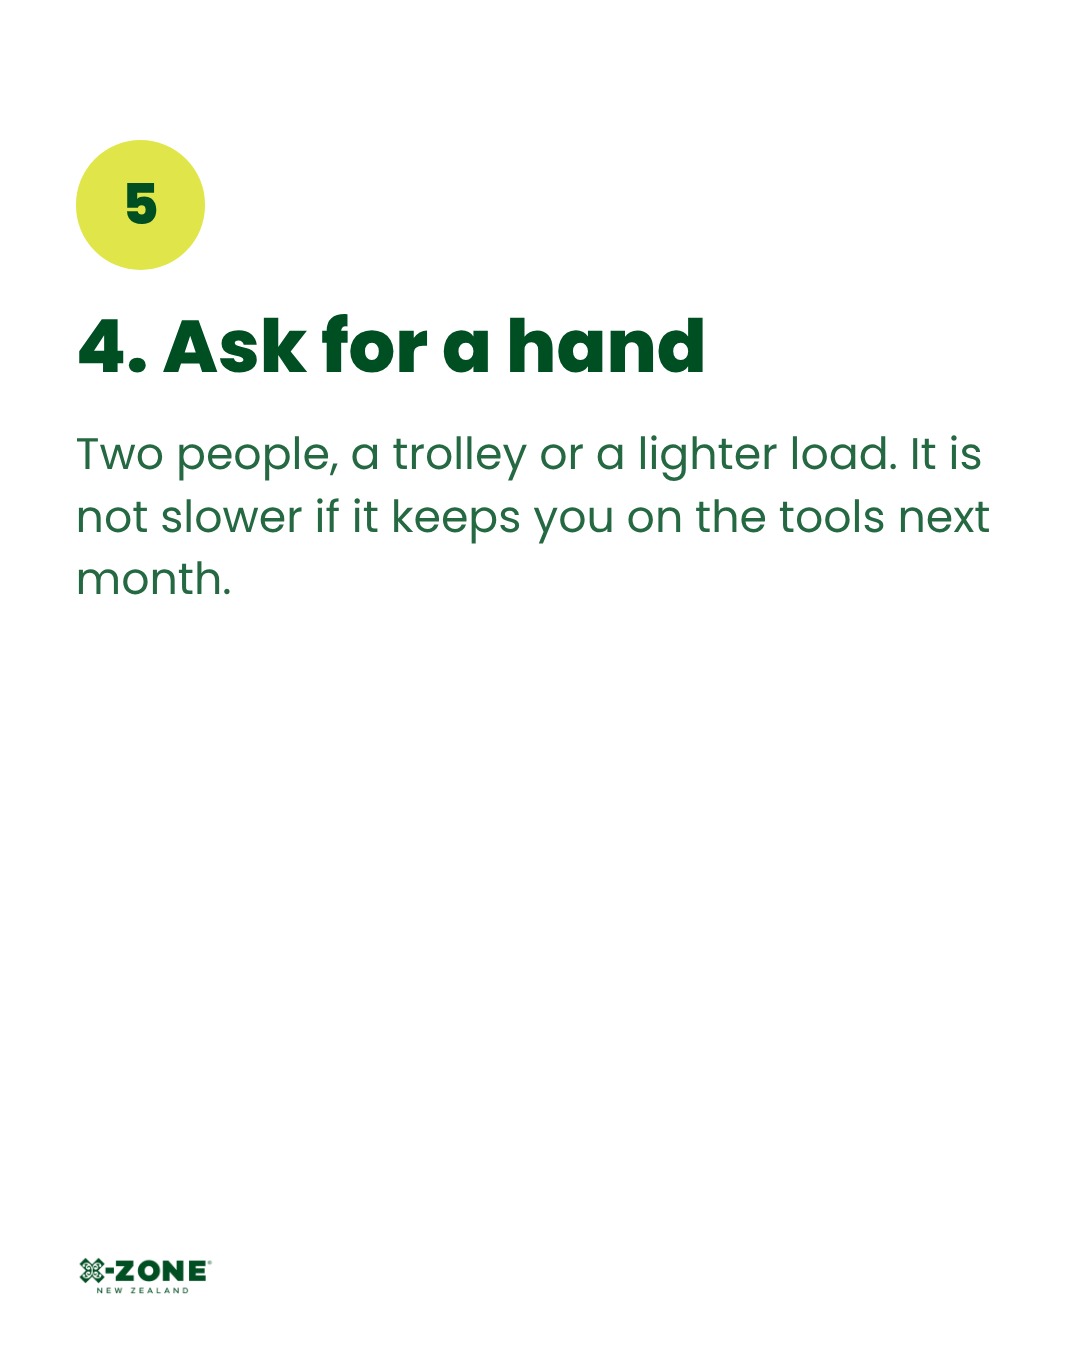 5
4. Ask for a hand
Two people, a trolley or a lighter load. It is
not slower if it keeps you on the tools next
month.
X-ZONE
NEW ZEALAND